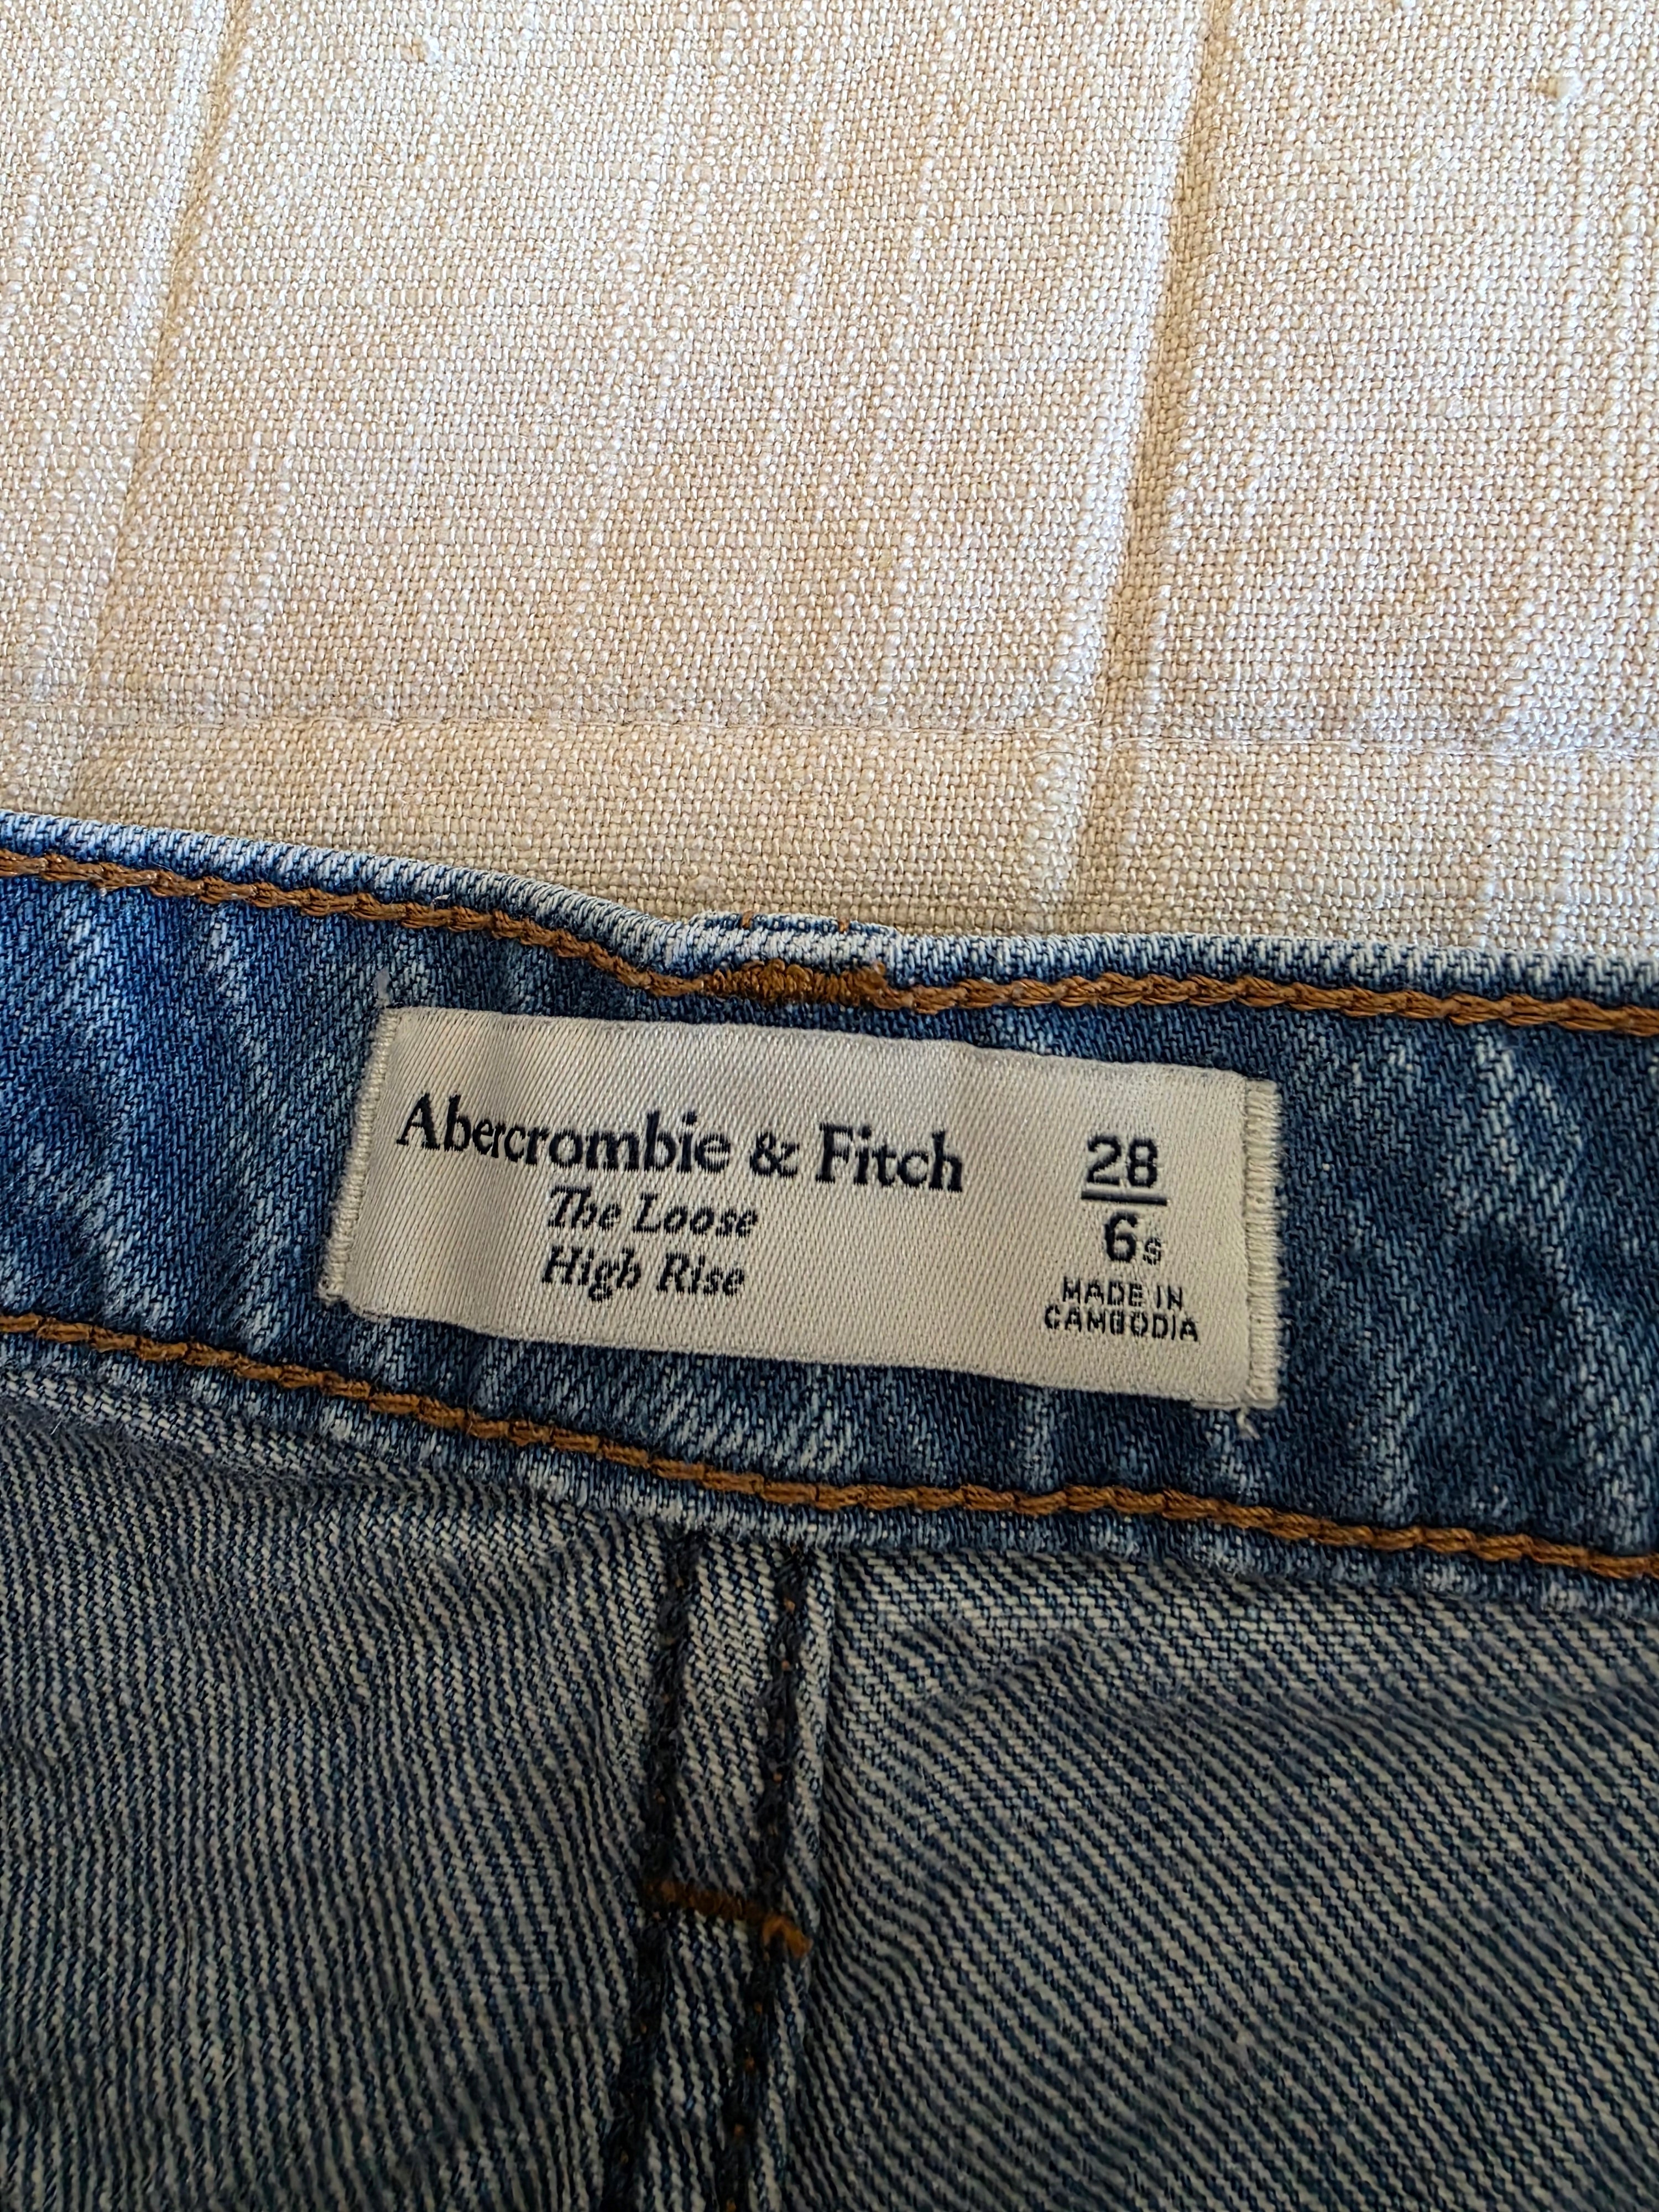 Abercrombie & Fitch
The Loose
High Rise
28
6s
MADE IN
CAMBODIA